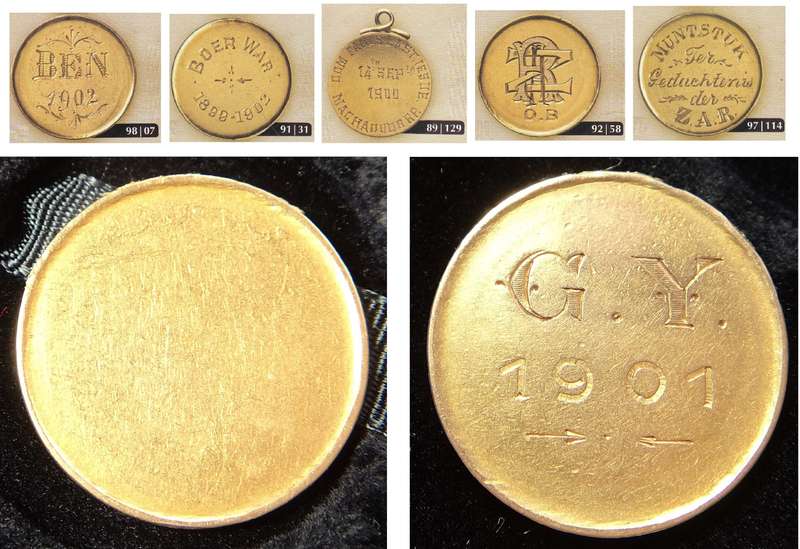 BEN
1902
98|07
BOER WAR
1899-1902
91|31
14 SEP
1900
MACHADODORP
89|129
O.B
92|58
MUNTSTUK
Ter
Geduchtenis
der
Z.A.R.
97|114
G.Y.
1901